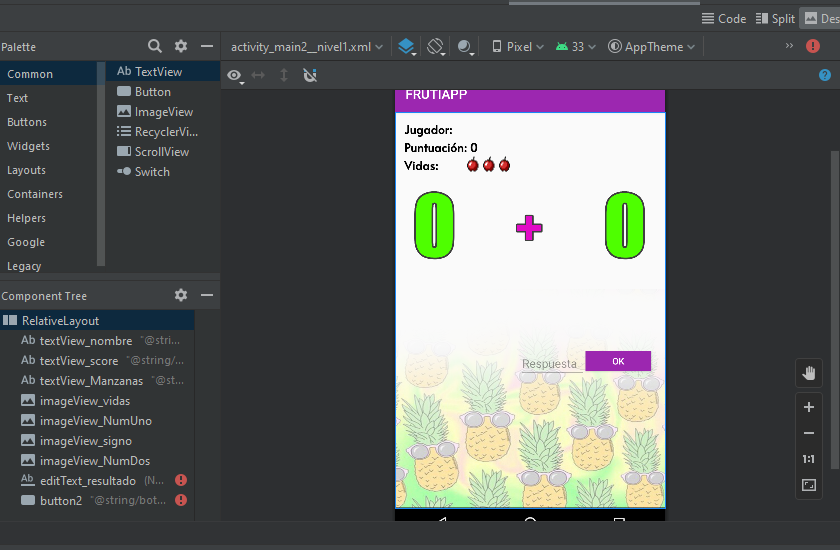 Code Split Des
Palette
activity_main2__nivel1.xml Pixel 33 AppTheme
Common
Text
Buttons
Widgets
Layouts
Containers
Helpers
Google
Legacy
Ab TextView
Button
ImageView
RecyclerVi...
ScrollView
Switch
FRUTIAPP
Jugador:
Puntuación: 0
Vidas:
0 + 0
Respuesta OK
Component Tree
RelativeLayout
Ab textView_nombre "@stri...
Ab textView_score "@string/...
Ab textView_Manzanas "@st...
imageView_vidas
imageView_NumUno
imageView_signo
imageView_NumDos
Ab editText_resultado (N...
button2 "@string/bot...
1:1